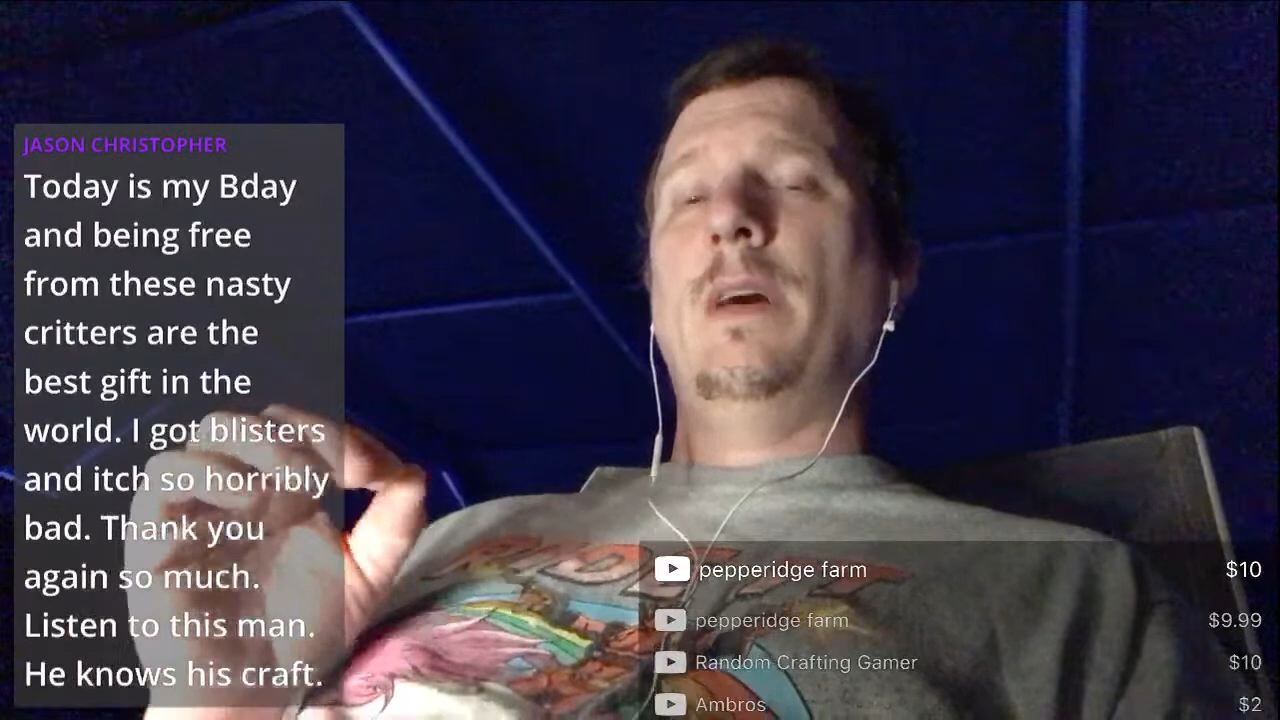 JASON CHRISTOPHER
Today is my Bday
and being free
from these nasty
critters are the
best gift in the
world. I got blisters
and itch so horribly
bad. Thank you
again so much.
Listen to this man.
He knows his craft.
pepperidge farm $10
pepperidge farm $9.99
Random Crafting Gamer $10
Ambros $2